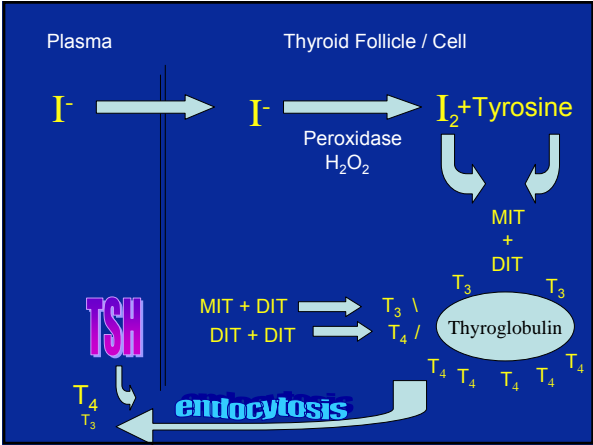 Plasma
Thyroid Follicle / Cell
I⁻
I⁻
I₂+Tyrosine
Peroxidase
H₂O₂
MIT
+
DIT
T₃
T₃
MIT + DIT
T₃ \
DIT + DIT
T₄ /
Thyroglobulin
T₄
T₄
T₄
T₄
T₄
TSH
T₄
T₃
endocytosis